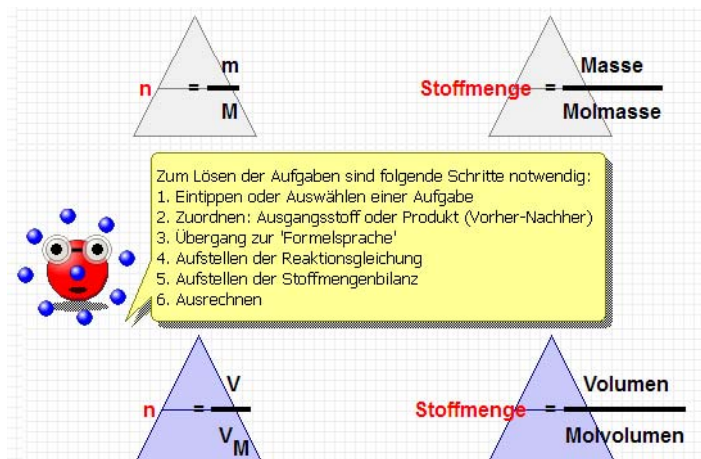 m
n =
M
Masse
Stoffmenge =
Molmasse
Zum Lösen der Aufgaben sind folgende Schritte notwendig:
1. Eintippen oder Auswählen einer Aufgabe
2. Zuordnen: Ausgangsstoff oder Produkt (Vorher-Nachher)
3. Übergang zur 'Formelsprache'
4. Aufstellen der Reaktionsgleichung
5. Aufstellen der Stoffmengenbilanz
6. Ausrechnen
V
n =
V_M
Volumen
Stoffmenge =
Molvolumen